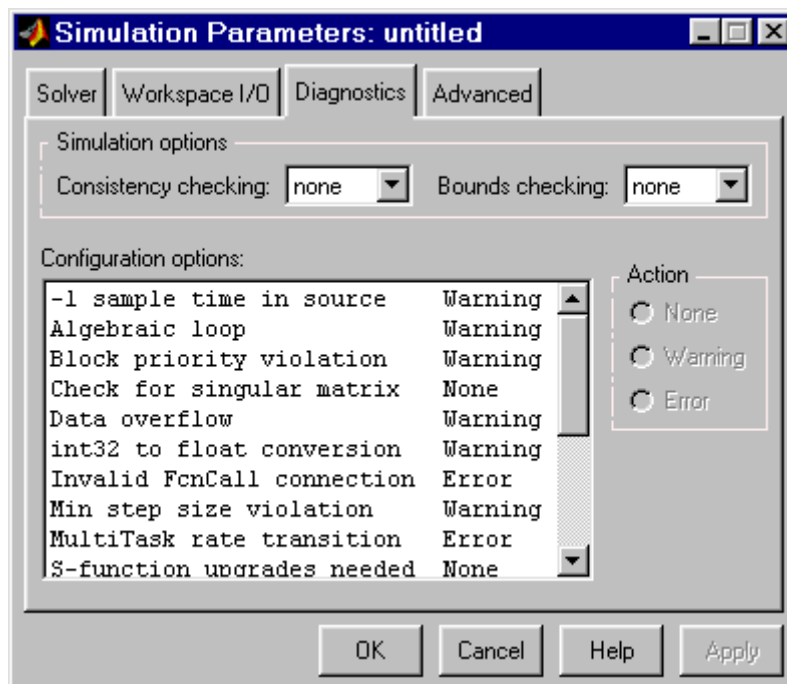 Simulation Parameters: untitled
Solver Workspace I/O Diagnostics Advanced
Simulation options
Consistency checking: none Bounds checking: none
Configuration options:
Action
-1 sample time in source Warning
Algebraic loop Warning
Block priority violation Warning
Check for singular matrix None
Data overflow Warning
int32 to float conversion Warning
Invalid FcnCall connection Error
Min step size violation Warning
MultiTask rate transition Error
S-function upgrades needed None
None
Warning
Error
OK Cancel Help Apply